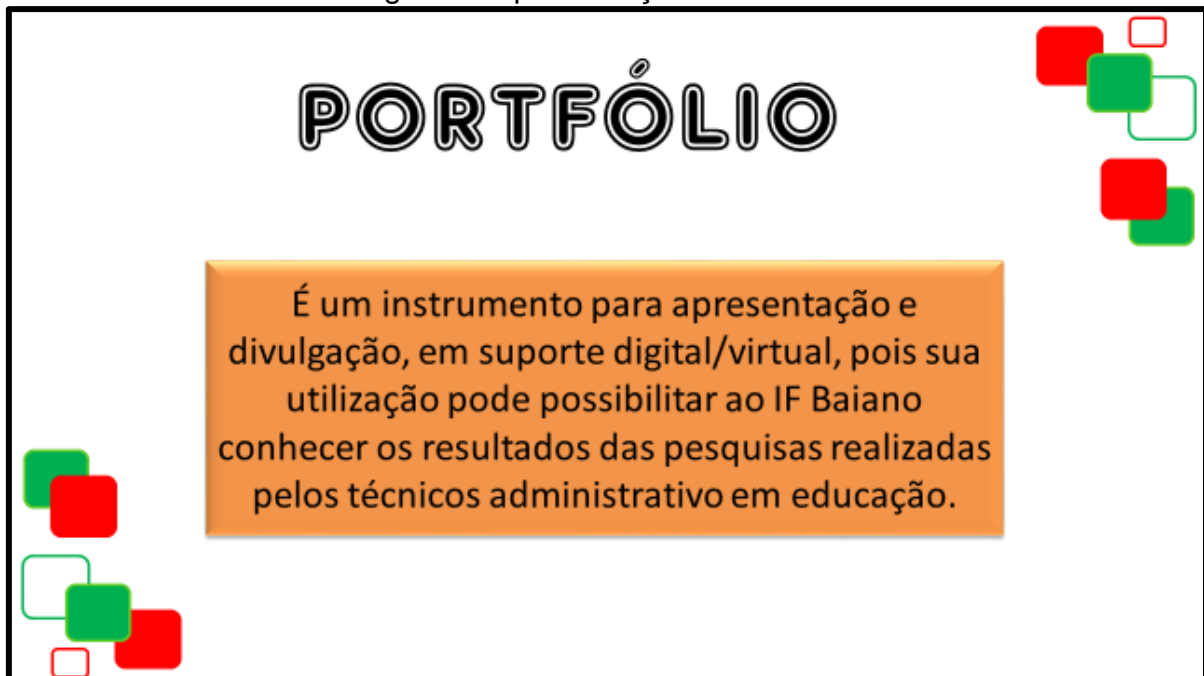 PORTFÓLIO
É um instrumento para apresentação e
divulgação, em suporte digital/virtual, pois sua
utilização pode possibilitar ao IF Baiano
conhecer os resultados das pesquisas realizadas
pelos técnicos administrativo em educação.